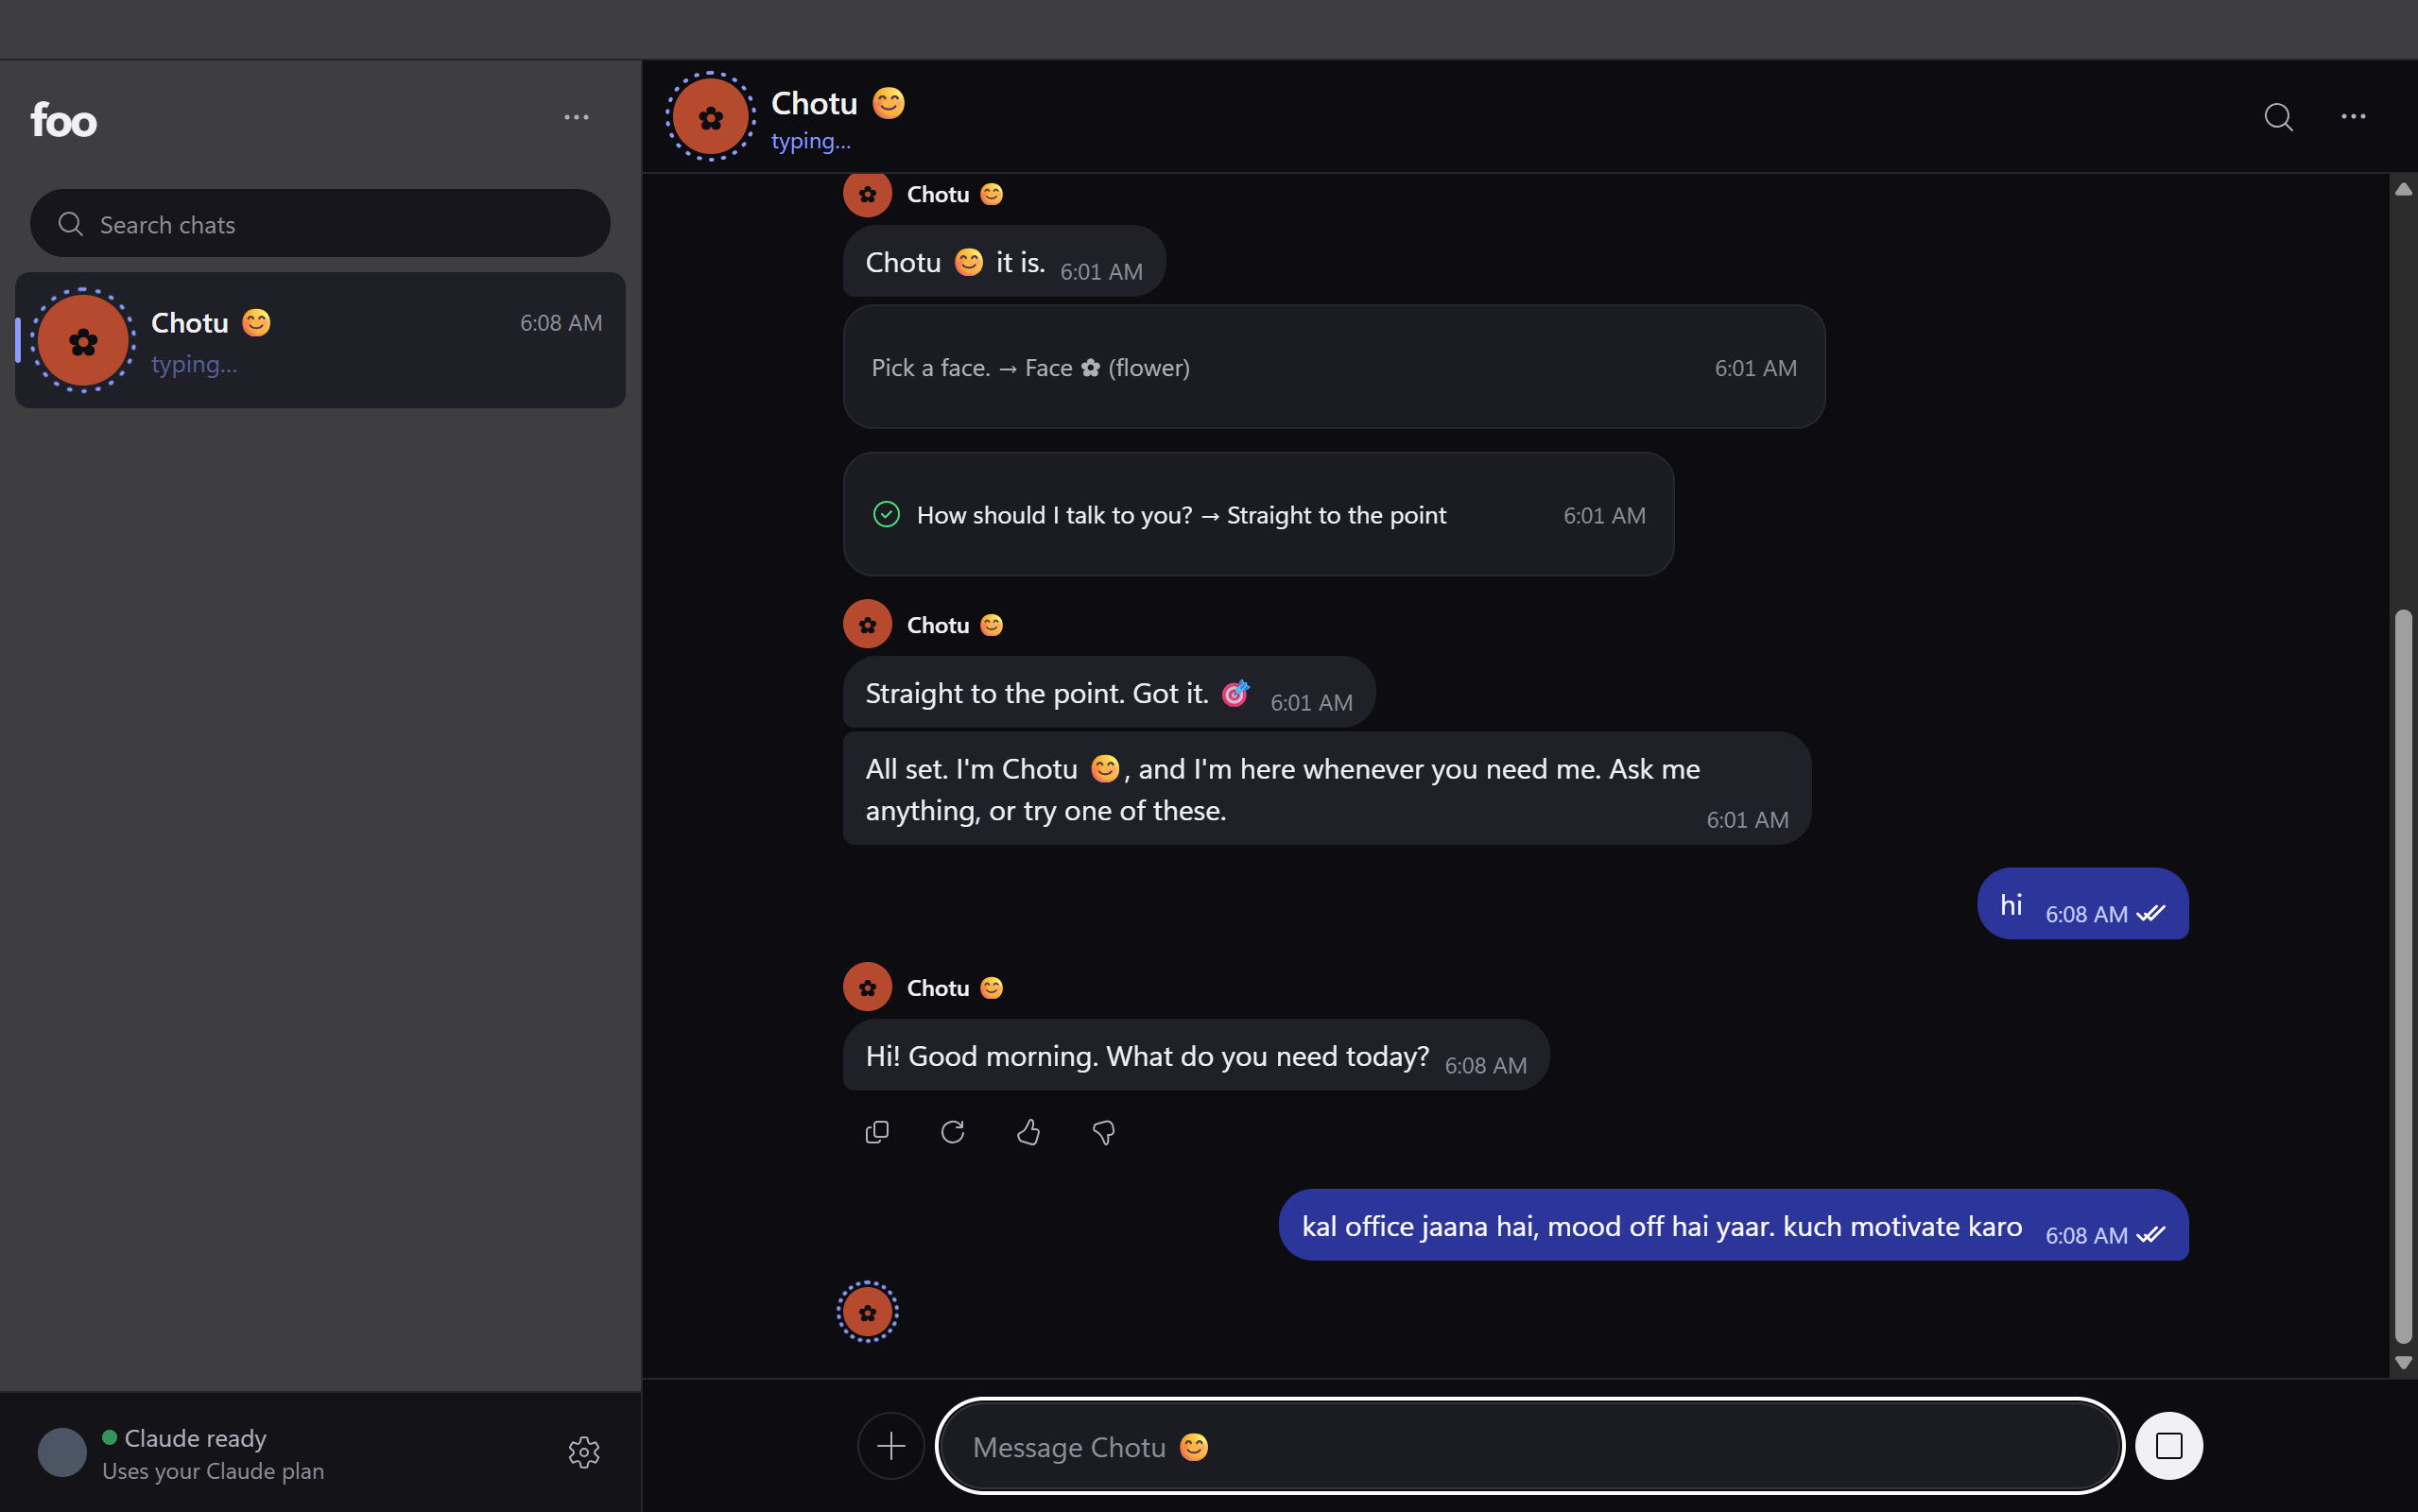 foo
Search chats
Chotu 😊
6:08 AM
typing...
Claude ready
Uses your Claude plan
Chotu 😊
typing...
Chotu 😊
Chotu 😊 it is. 6:01 AM
Pick a face. → Face ✿ (flower) 6:01 AM
How should I talk to you? → Straight to the point 6:01 AM
Chotu 😊
Straight to the point. Got it. 🎯 6:01 AM
All set. I'm Chotu 😊, and I'm here whenever you need me. Ask me
anything, or try one of these. 6:01 AM
hi 6:08 AM
Chotu 😊
Hi! Good morning. What do you need today? 6:08 AM
kal office jaana hai, mood off hai yaar. kuch motivate karo 6:08 AM
Message Chotu 😊